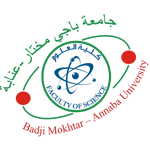 جامعة باجي مختار-عنابة
كلية العلوم
FACULTY OF SCIENCE
Badji Mokhtar – Annaba University